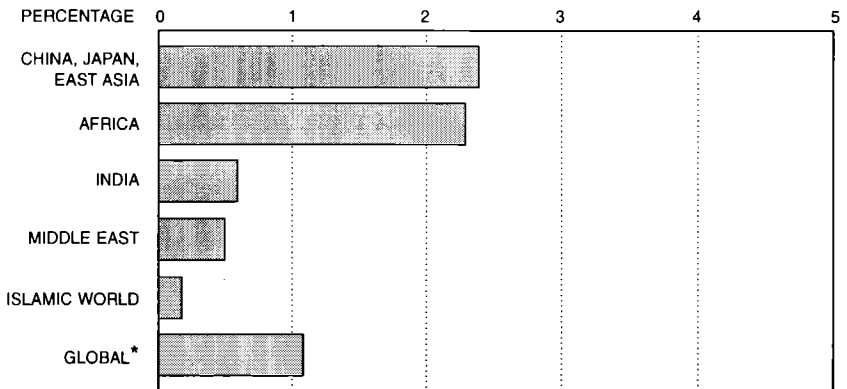 PERCENTAGE 0 1 2 3 4 5
CHINA, JAPAN,
EAST ASIA
AFRICA
INDIA
MIDDLE EAST
ISLAMIC WORLD
GLOBAL*